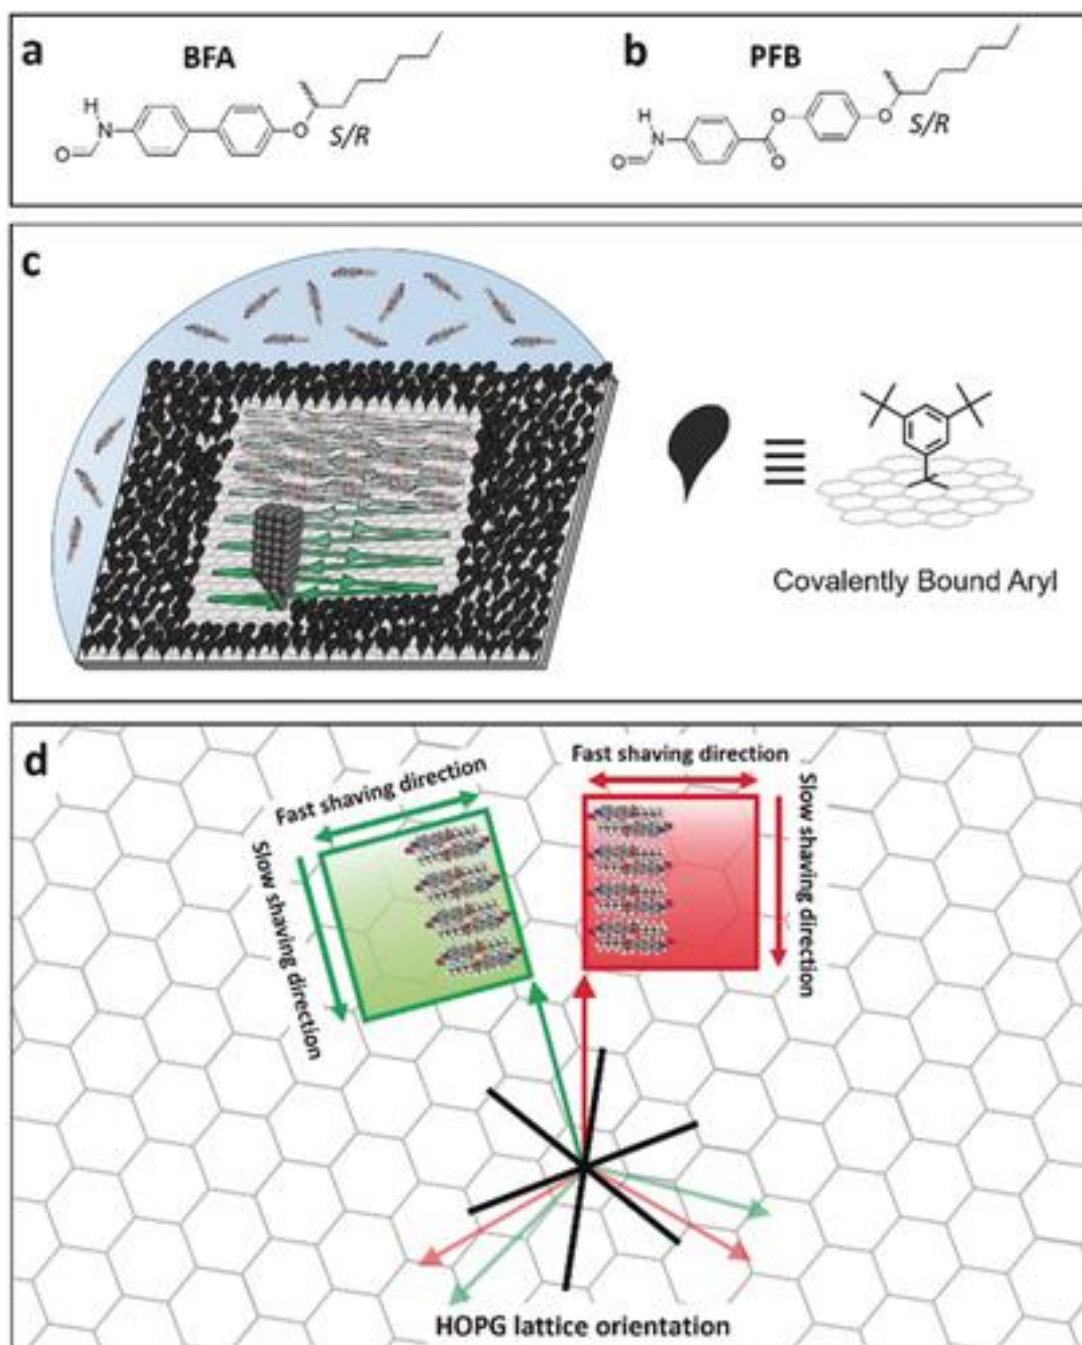 a
BFA
H
N
O
O
S/R
b
PFB
H
N
O
O
O
O
S/R
c
Covalently Bound Aryl
d
Fast shaving direction
Slow shaving direction
Fast shaving direction
Slow shaving direction
HOPG lattice orientation